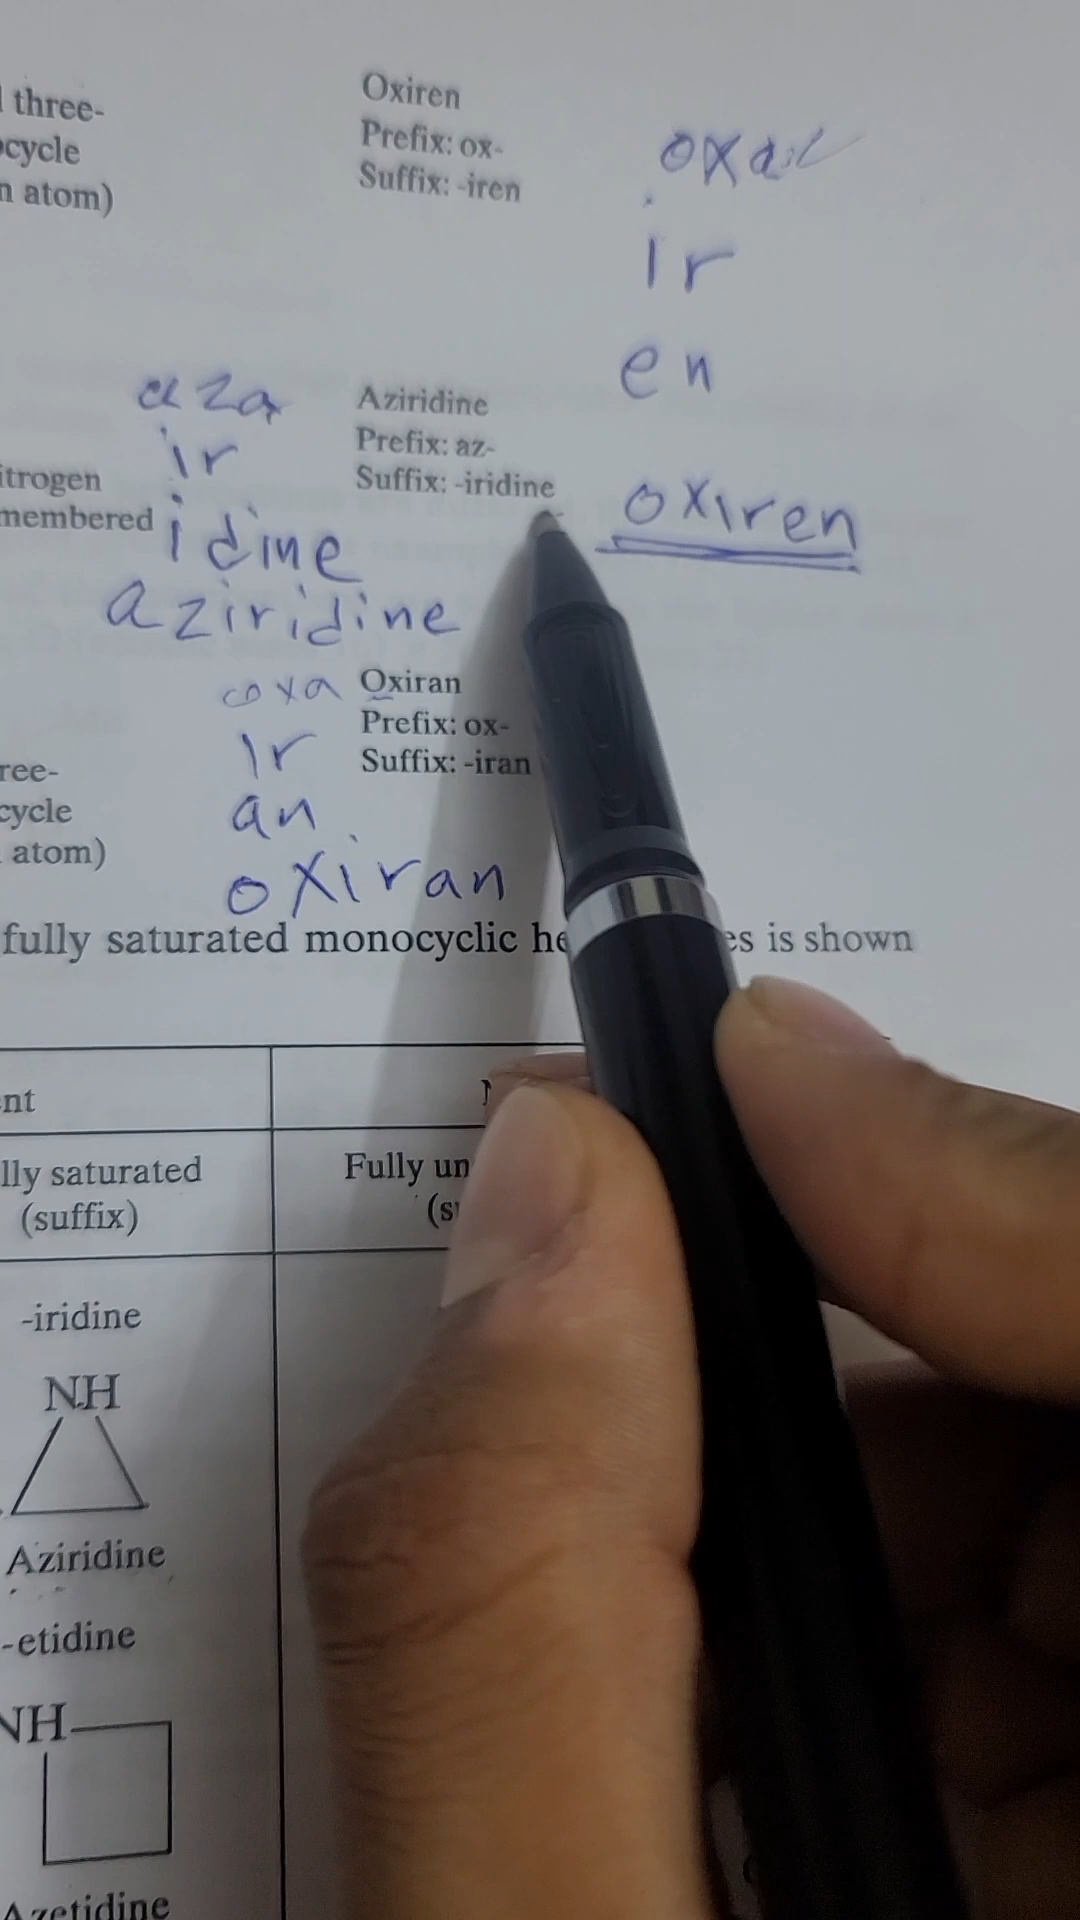 three-
cycle
atom)
Oxiren
Prefix: ox-
Suffix: -iren
oxa
ir
en
oxiren
aza
ir
idine
aziridine
itrogen
membered
Aziridine
Prefix: az-
Suffix: -iridine
oxa
ir
an
oxiran
Oxiran
Prefix: ox-
Suffix: -iran
ree-
cycle
atom)
fully saturated monocyclic he es is shown
nt
lly saturated
(suffix)
Fully un
(s
-iridine
NH
Aziridine
-etidine
NH
Azetidine